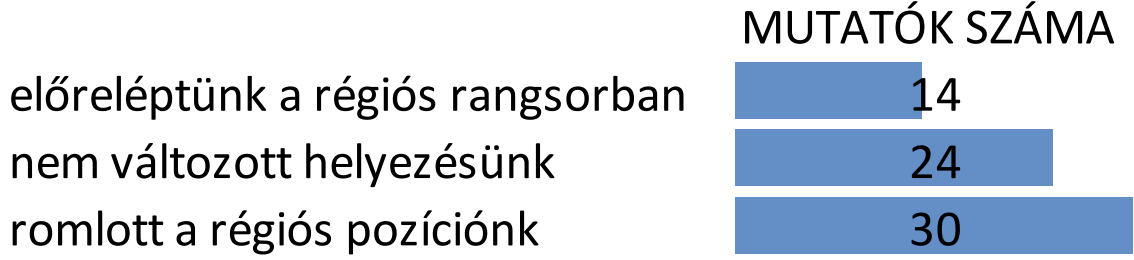 MUTATÓK SZÁMA
előreléptünk a régiós rangsorban 14
nem változott helyezésünk 24
romlott a régiós pozíciónk 30